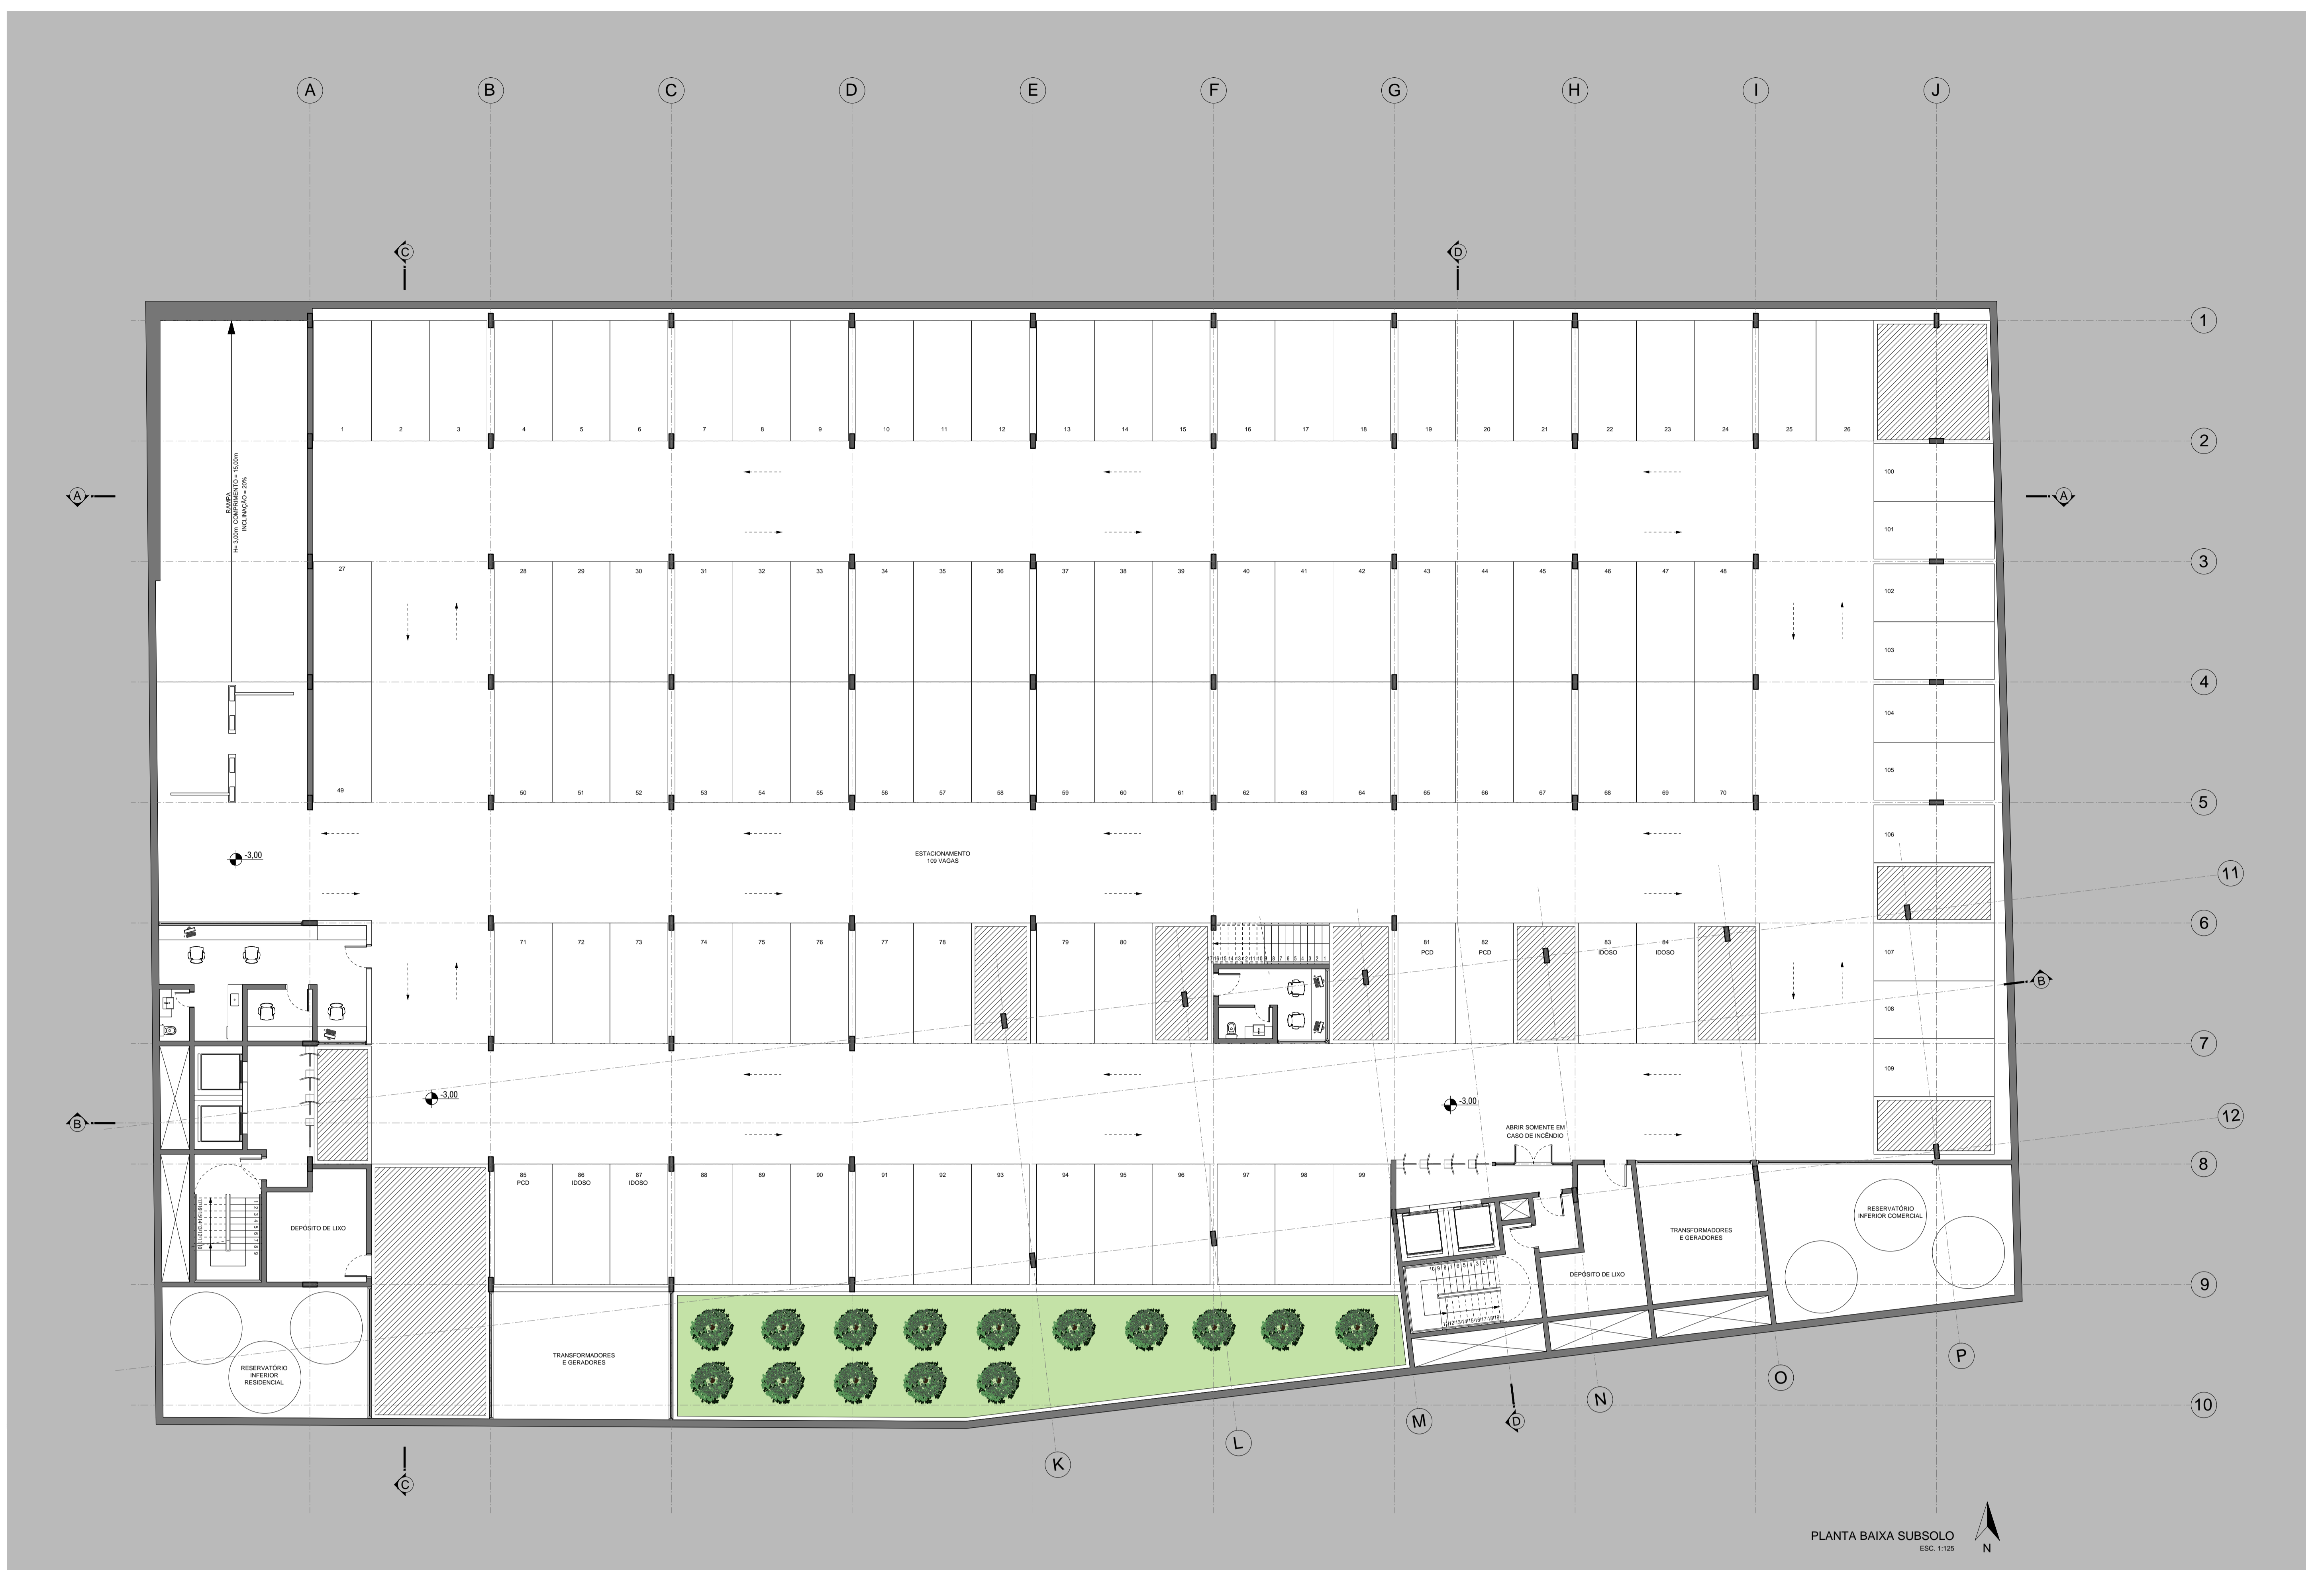 A B C D E F G H I J
C D
1
1 2 3 4 5 6 7 8 9 10 11 12 13 14 15 16 17 18 19 20 21 22 23 24 25 26
2
RAMPA
H= 3,00m COMPRIMENTO = 15,00m
INCLINAÇÃO = 20%
100
A A
101
3
27 28 29 30 31 32 33 34 35 36 37 38 39 40 41 42 43 44 45 46 47 48
102
103
4
104
105
49 50 51 52 53 54 55 56 57 58 59 60 61 62 63 64 65 66 67 68 69 70
5
106
-3,00
ESTACIONAMENTO
109 VAGAS
11
6
71 72 73 74 75 76 77 78 79 80 81 82 83 84
PCD PCD IDOSO IDOSO
107
B
108
7
109
-3,00
-3,00
12
B
ABRIR SOMENTE EM
CASO DE INCÊNDIO
8
85 86 87 88 89 90 91 92 93 94 95 96 97 98 99
PCD IDOSO IDOSO
RESERVATÓRIO
INFERIOR COMERCIAL
DEPÓSITO DE LIXO
TRANSFORMADORES
E GERADORES
DEPÓSITO DE LIXO
9
TRANSFORMADORES
E GERADORES
RESERVATÓRIO
INFERIOR
RESIDENCIAL
P
O
N
10
M D
L
K
C
PLANTA BAIXA SUBSOLO
ESC. 1:125
N